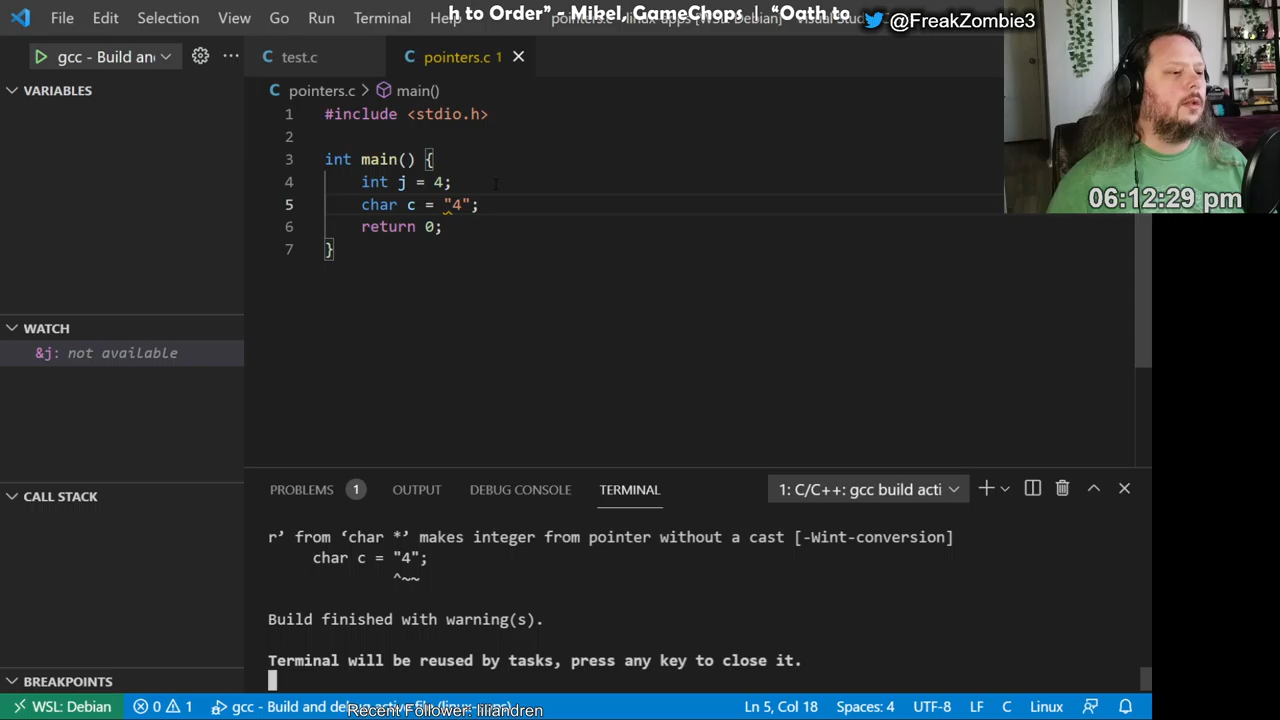 h to Order” - Mibel, GameChops | “Oath to
@FreakZombie3
File Edit Selection View Go Run Terminal Help
gcc - Build an
test.c
pointers.c 1
VARIABLES
pointers.c > main()
1 #include <stdio.h>
2
3 int main() {
4 int j = 4;
5 char c = "4";
6 return 0;
7 }
06:12:29 pm
WATCH
&j: not available
CALL STACK
BREAKPOINTS
PROBLEMS 1 OUTPUT DEBUG CONSOLE TERMINAL
1: C/C++: gcc build acti
r’ from ‘char *’ makes integer from pointer without a cast [-Wint-conversion]
char c = "4";
^~~
Build finished with warning(s).
Terminal will be reused by tasks, press any key to close it.
WSL: Debian 0 1 gcc - Build and debug active file (linux-apps) Ln 5, Col 18 Spaces: 4 UTF-8 LF C Linux
Recent Follower: liliandren